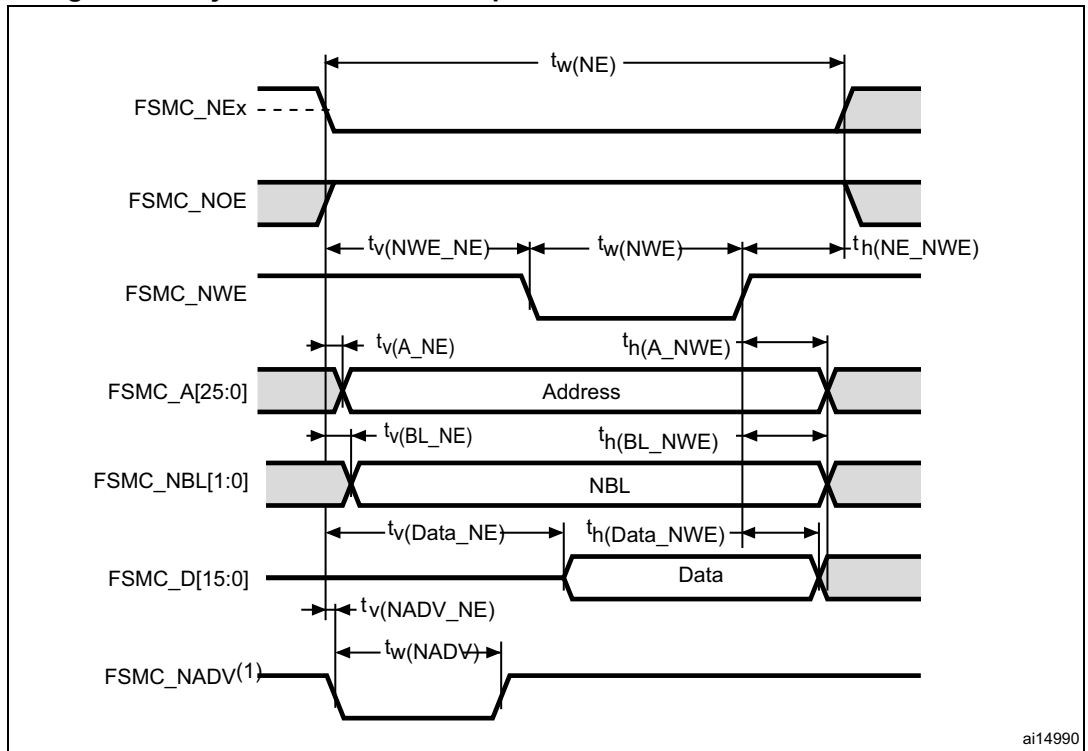 tw(NE)
FSMC_NEx
FSMC_NOE
tv(NWE_NE) tw(NWE) th(NE_NWE)
FSMC_NWE
tv(A_NE) th(A_NWE)
FSMC_A[25:0] Address
tv(BL_NE) th(BL_NWE)
FSMC_NBL[1:0] NBL
tv(Data_NE) th(Data_NWE)
FSMC_D[15:0] Data
tv(NADV_NE)
tw(NADV)
FSMC_NADV(1)
ai14990